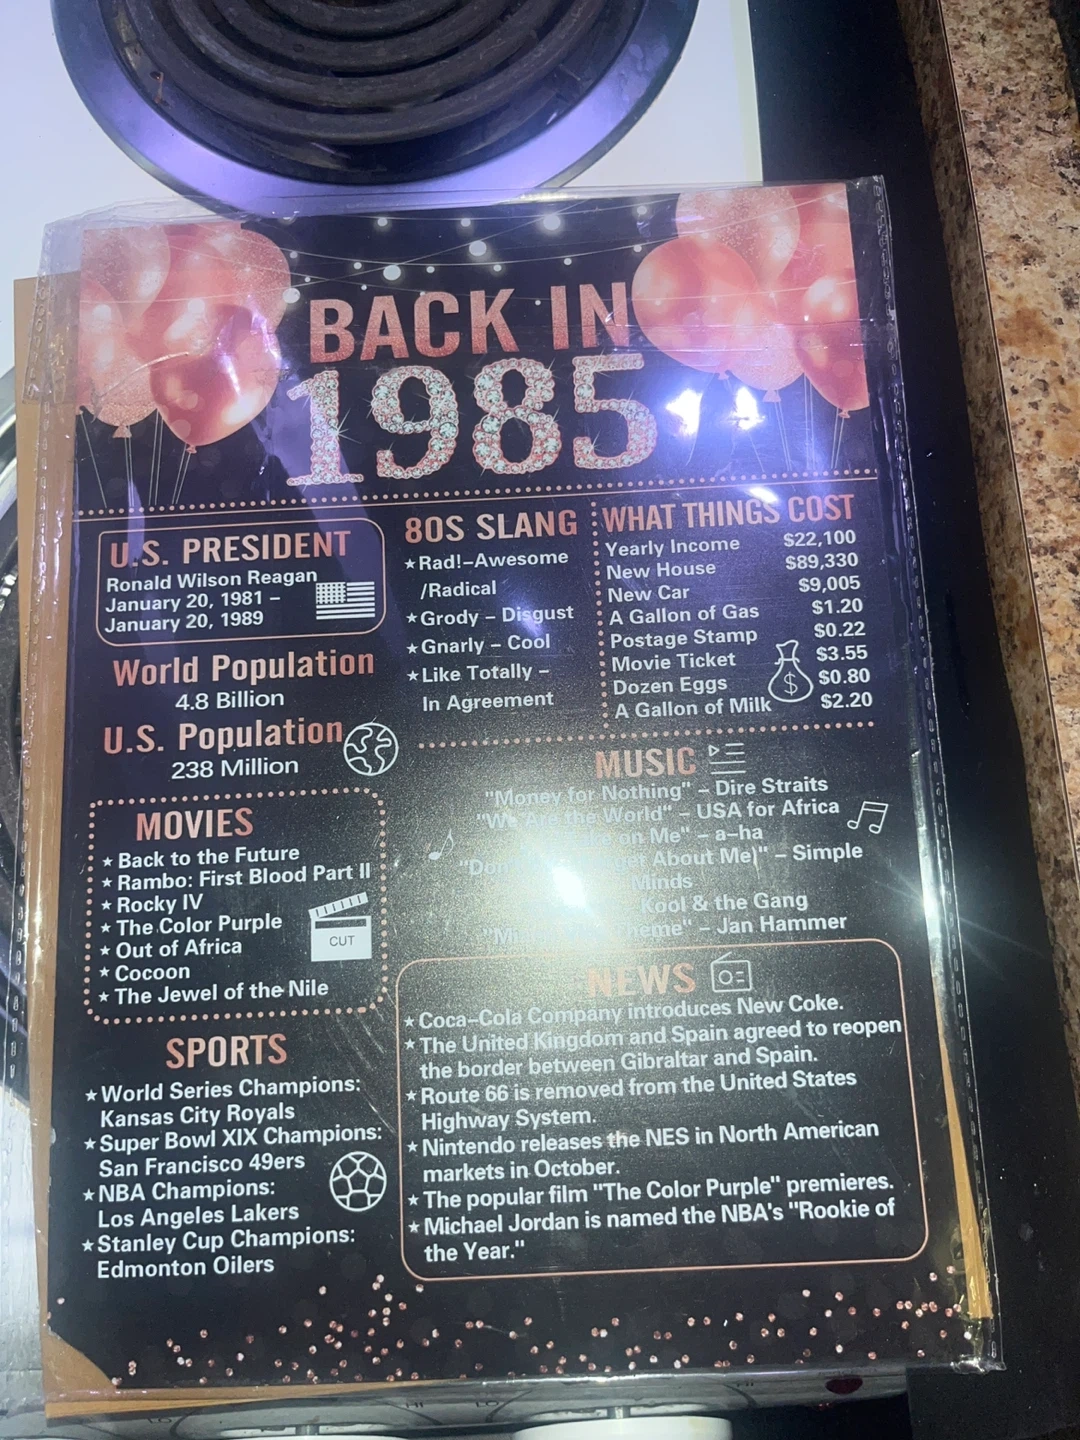 BACK IN
1985
U.S. PRESIDENT
Ronald Wilson Reagan
January 20, 1981 –
January 20, 1989
World Population
4.8 Billion
U.S. Population
238 Million
80S SLANG
★Rad!–Awesome
/Radical
★Grody – Disgust
★Gnarly – Cool
★Like Totally –
In Agreement
WHAT THINGS COST
Yearly Income $22,100
New House $89,330
New Car $9,005
A Gallon of Gas $1.20
Postage Stamp $0.22
Movie Ticket $3.55
Dozen Eggs $0.80
A Gallon of Milk $2.20
$
MOVIES
★Back to the Future
★Rambo: First Blood Part II
★Rocky IV
★The Color Purple
★Out of Africa
★Cocoon
★The Jewel of the Nile
CUT
MUSIC
"Money for Nothing" – Dire Straits
"We Are the World" – USA for Africa
on Me" – a–ha
About Me)" – Simple
Minds
Kool & the Gang
– Jan Hammer
SPORTS
★World Series Champions:
Kansas City Royals
★Super Bowl XIX Champions:
San Francisco 49ers
★NBA Champions:
Los Angeles Lakers
★Stanley Cup Champions:
Edmonton Oilers
NEWS
★Coca–Cola Company introduces New Coke.
★The United Kingdom and Spain agreed to reopen
the border between Gibraltar and Spain.
★Route 66 is removed from the United States
Highway System.
★Nintendo releases the NES in North American
markets in October.
★The popular film "The Color Purple" premieres.
★Michael Jordan is named the NBA's "Rookie of
the Year."
LO
HI